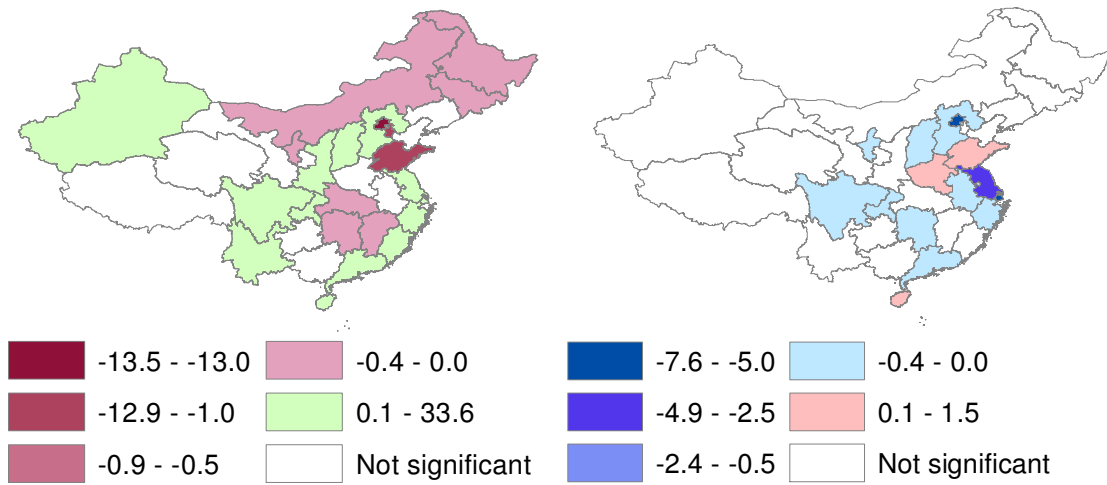 -13.5 - -13.0
-0.4 - 0.0
-7.6 - -5.0
-0.4 - 0.0
-12.9 - -1.0
0.1 - 33.6
-4.9 - -2.5
0.1 - 1.5
-0.9 - -0.5
Not significant
-2.4 - -0.5
Not significant